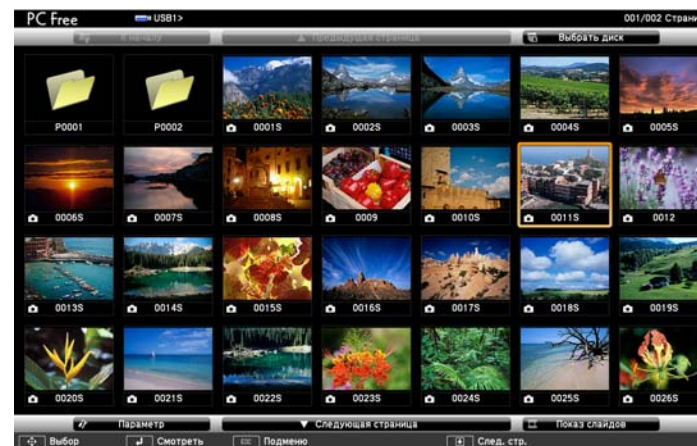 PC Free USB1> 001/002 Страни
К началу ▲ Предыдущая страница Выбрать диск
P0001 P0002 0001S 0002S 0003S 0004S 0005S
0006S 0007S 0008S 0009 0010S 0011S 0012
0013S 0014S 0015S 0016S 0017S 0018S 0019S
0020S 0021S 0022S 0023S 0024S 0025S 0026S
Параметр ▼ Следующая страница Показ слайдов
Выбор Смотреть ESC Подменю След. стр.